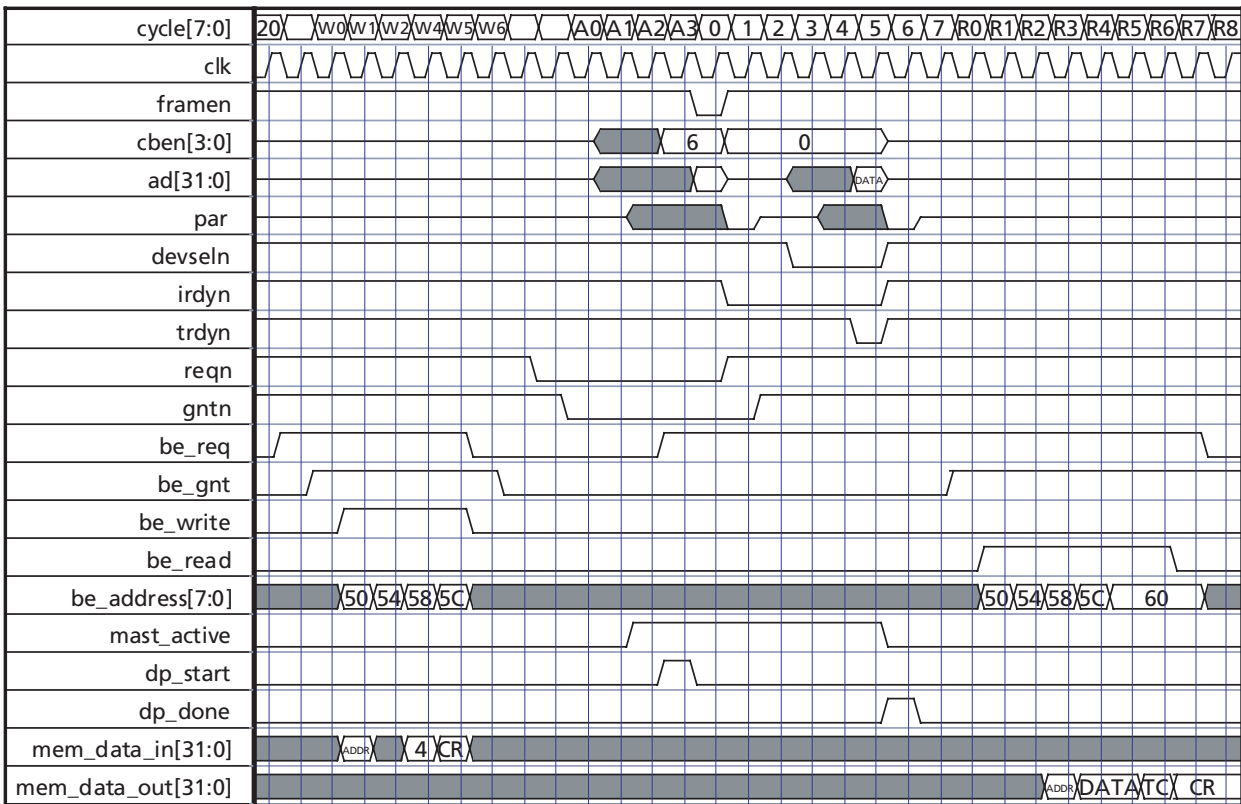 cycle[7:0] 20 W0 W1 W2 W4 W5 W6 A0 A1 A2 A3 0 1 2 3 4 5 6 7 R0 R1 R2 R3 R4 R5 R6 R7 R8
clk
framen
cben[3:0] 6 0
ad[31:0] DATA
par
devseln
irdyn
trdyn
reqn
gntn
be_req
be_gnt
be_write
be_read
be_address[7:0] 50 54 58 5C 50 54 58 5C 60
mast_active
dp_start
dp_done
mem_data_in[31:0] ADDR 4 CR
mem_data_out[31:0] ADDR DATA TC CR